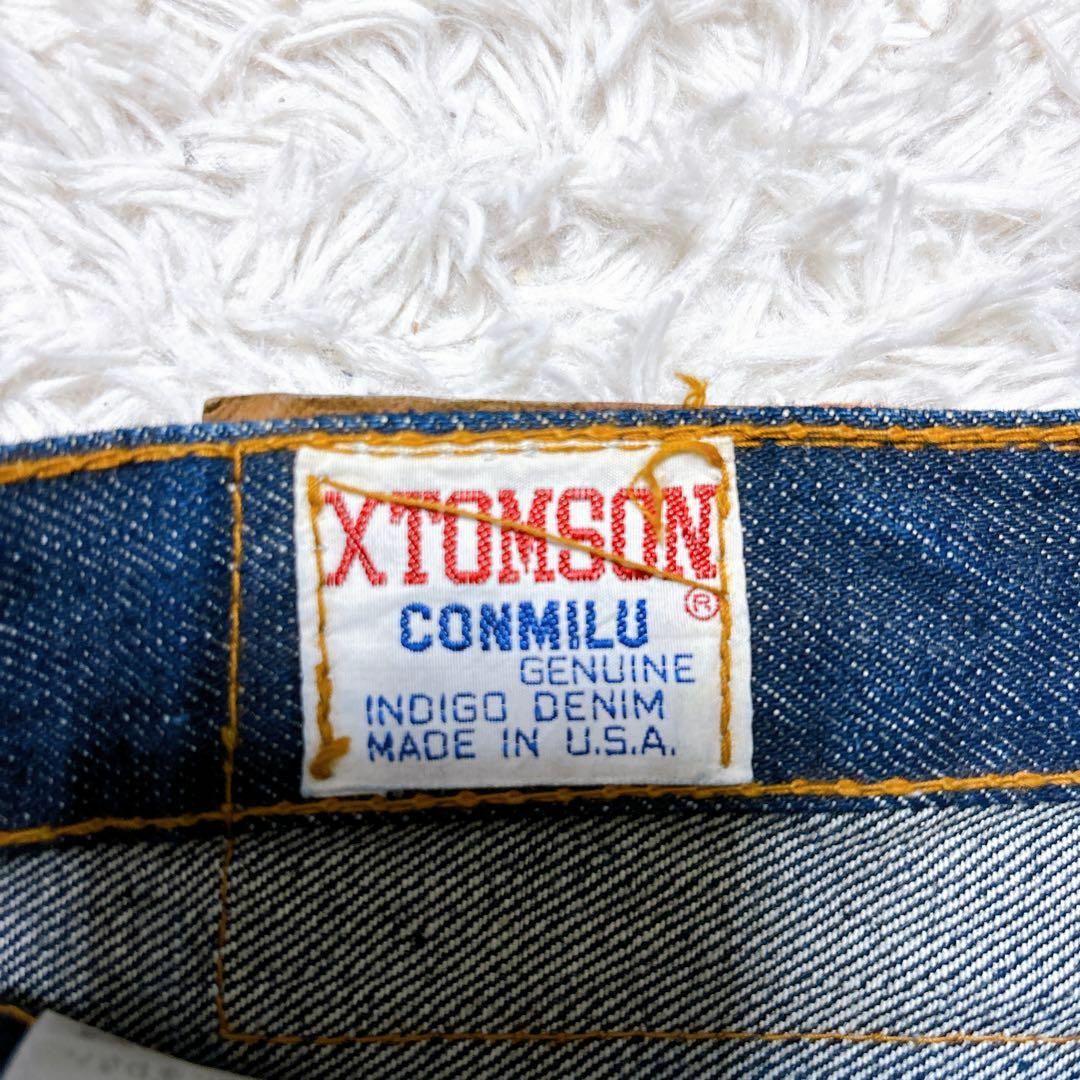 XTOMSON
®
CONMILU
GENUINE
INDIGO DENIM
MADE IN U.S.A.